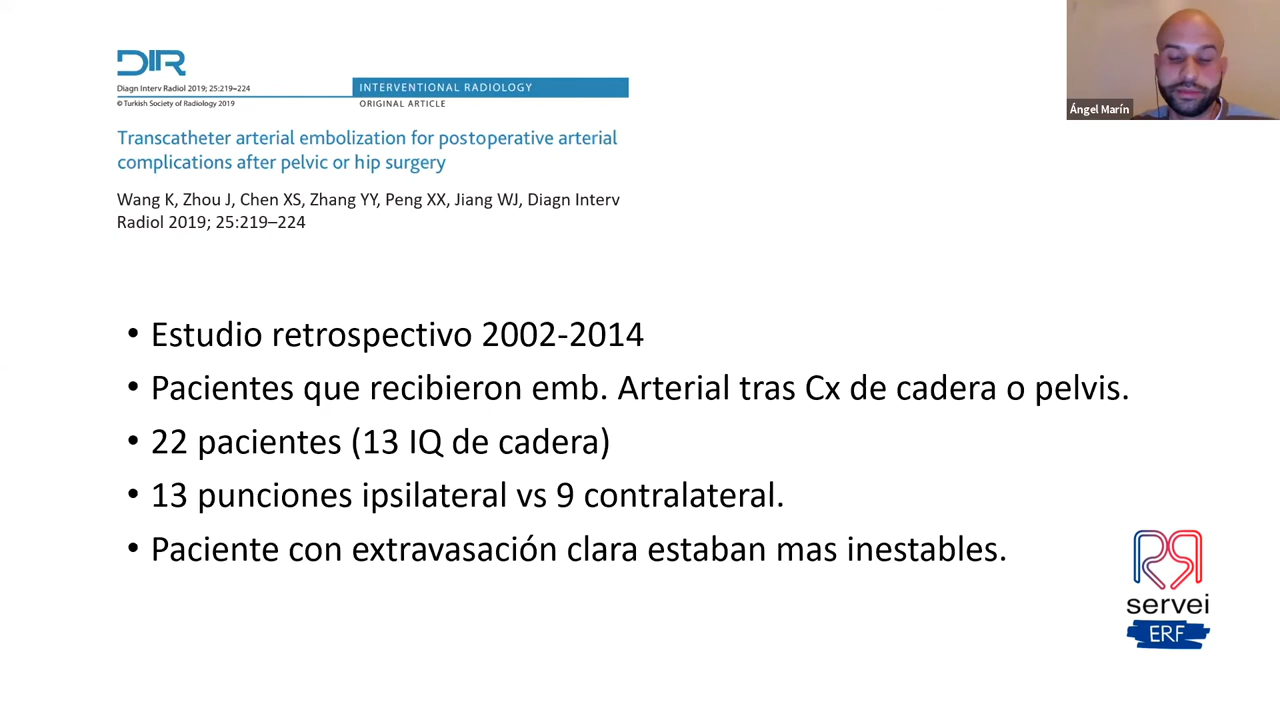 DIR
Diagn Interv Radiol 2019; 25:219–224
© Turkish Society of Radiology 2019
INTERVENTIONAL RADIOLOGY
ORIGINAL ARTICLE
Transcatheter arterial embolization for postoperative arterial
complications after pelvic or hip surgery
Wang K, Zhou J, Chen XS, Zhang YY, Peng XX, Jiang WJ, Diagn Interv
Radiol 2019; 25:219–224
Ángel Marín
• Estudio retrospectivo 2002-2014
• Pacientes que recibieron emb. Arterial tras Cx de cadera o pelvis.
• 22 pacientes (13 IQ de cadera)
• 13 punciones ipsilateral vs 9 contralateral.
• Paciente con extravasación clara estaban mas inestables.
servei
ERF